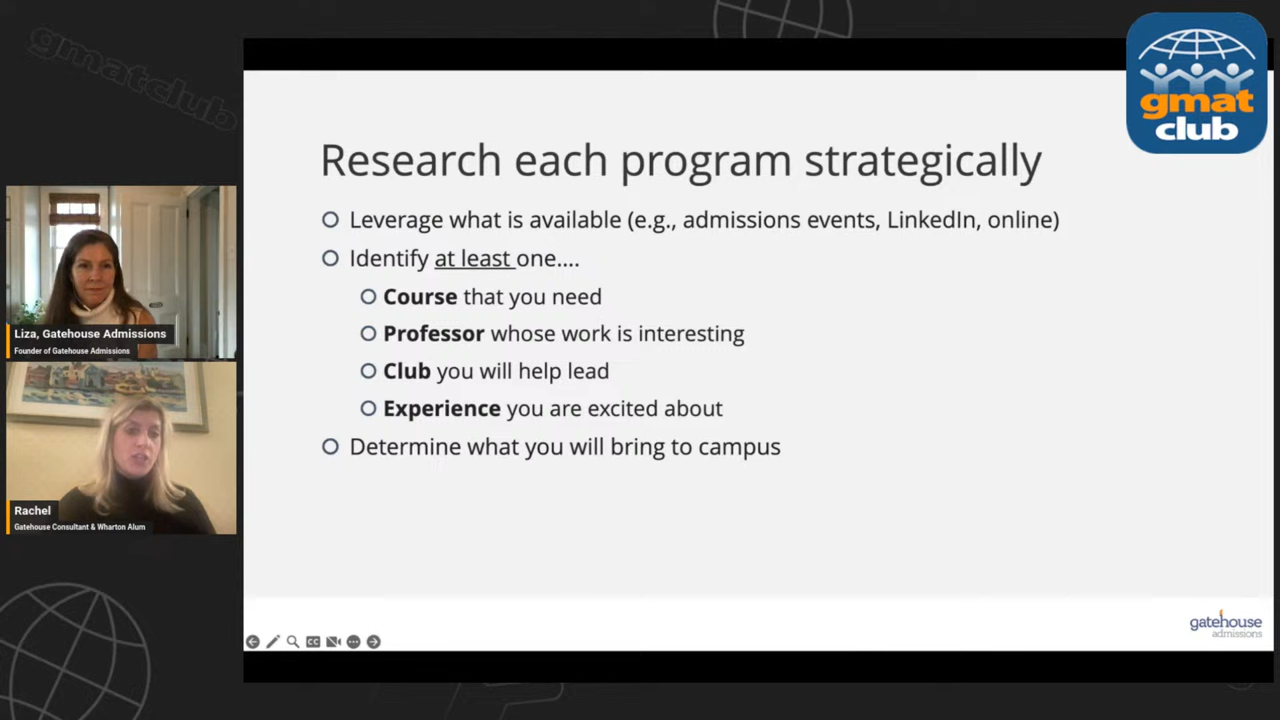 gmatclub
gmat
club
Research each program strategically
Leverage what is available (e.g., admissions events, LinkedIn, online)
Identify at least one....
Course that you need
Professor whose work is interesting
Club you will help lead
Experience you are excited about
Determine what you will bring to campus
Liza, Gatehouse Admissions
Founder of Gatehouse Admissions
Rachel
Gatehouse Consultant & Wharton Alum
CC
gatehouse
admissions